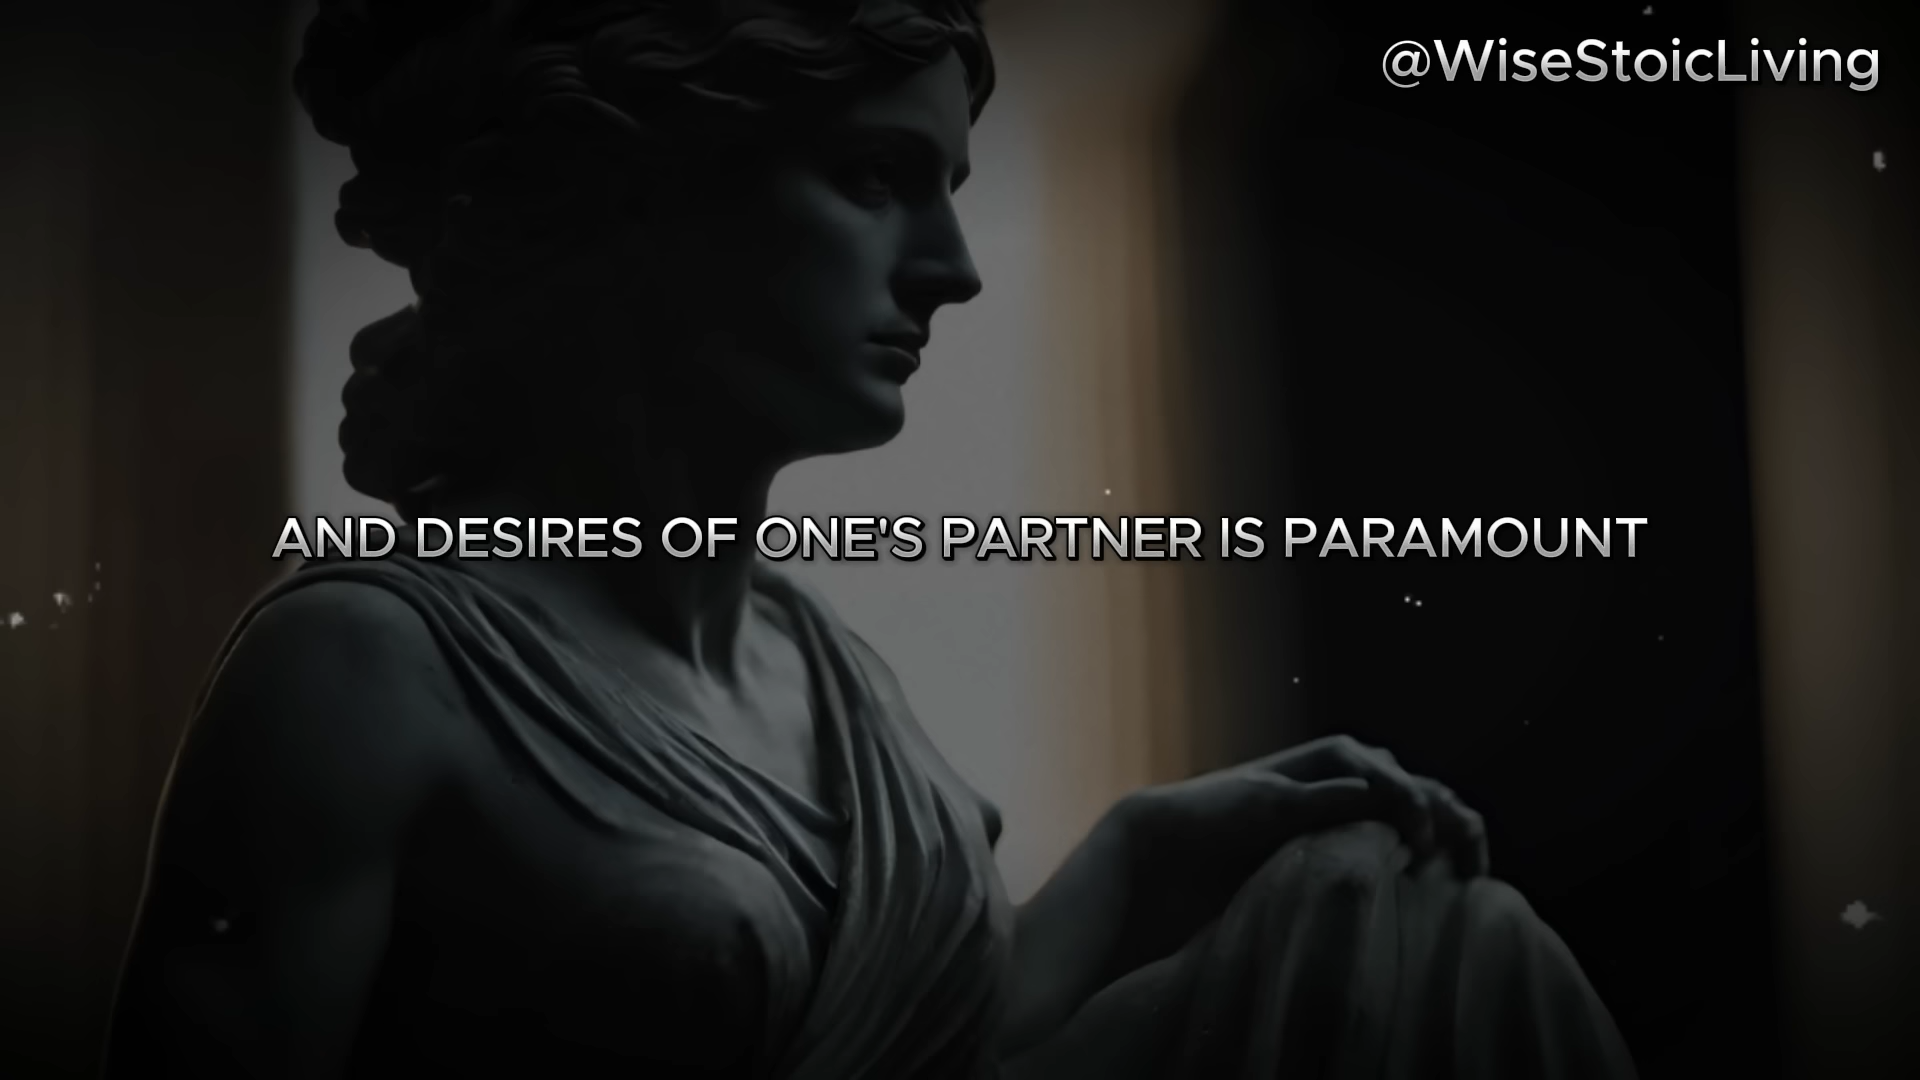 @WiseStoicLiving
AND DESIRES OF ONE'S PARTNER IS PARAMOUNT